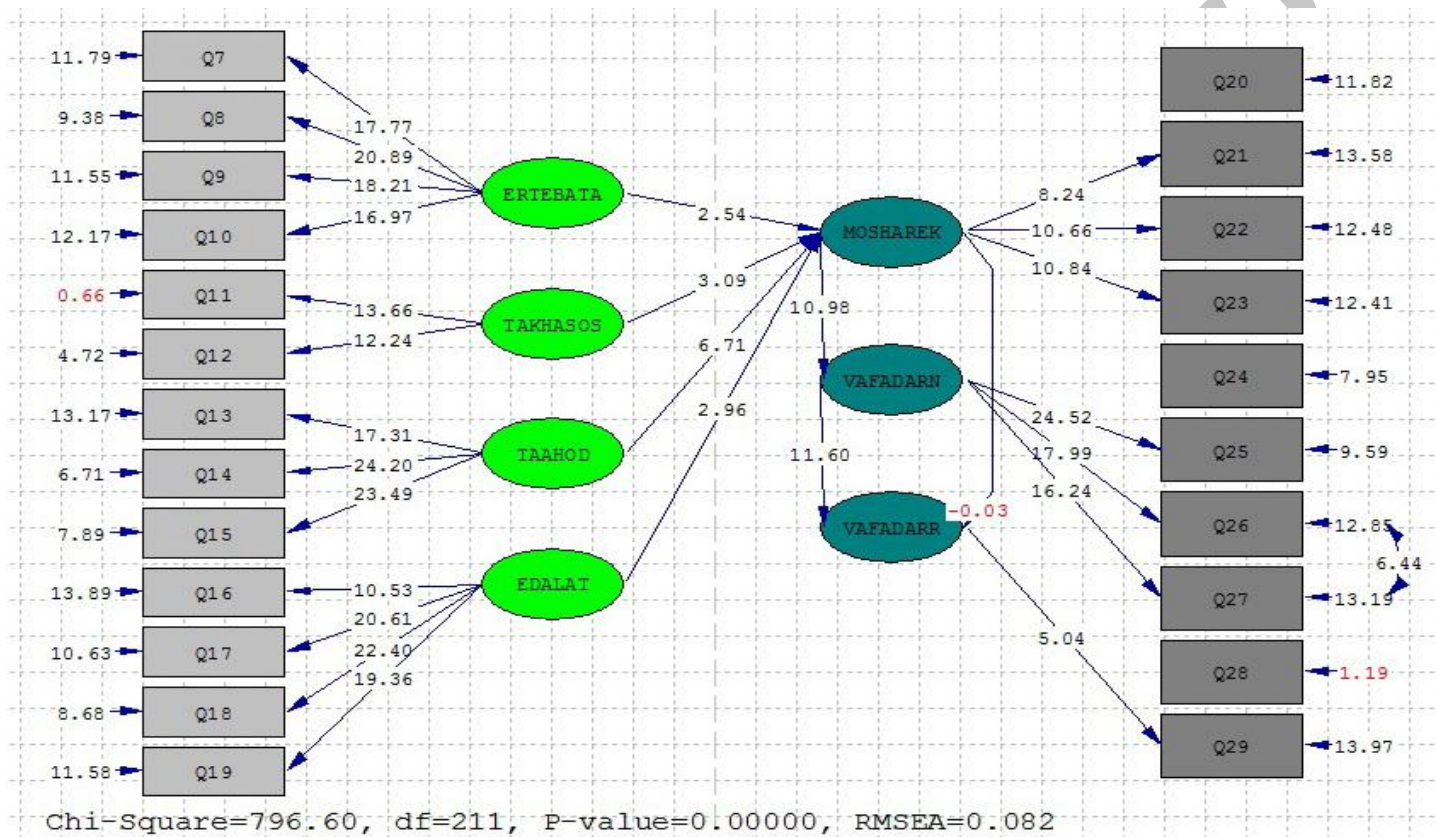 11.79 Q7
9.38 Q8
11.55 Q9
12.17 Q10
0.66 Q11
4.72 Q12
13.17 Q13
6.71 Q14
7.89 Q15
13.89 Q16
10.63 Q17
8.68 Q18
11.58 Q19
17.77
20.89
18.21
16.97
13.66
12.24
17.31
24.20
23.49
10.53
20.61
22.40
19.36
ERTEBATA
TAKHASOS
TAAHOD
EDALAT
2.54
3.09
6.71
2.96
MOSHAREK
10.98
VAFADARN
11.60
VAFADARR
-0.03
8.24
10.66
10.84
24.52
17.99
16.24
5.04
Q20 11.82
Q21 13.58
Q22 12.48
Q23 12.41
Q24 7.95
Q25 9.59
Q26 12.85
6.44
Q27 13.19
Q28 1.19
Q29 13.97
Chi-Square=796.60, df=211, P-value=0.00000, RMSEA=0.082